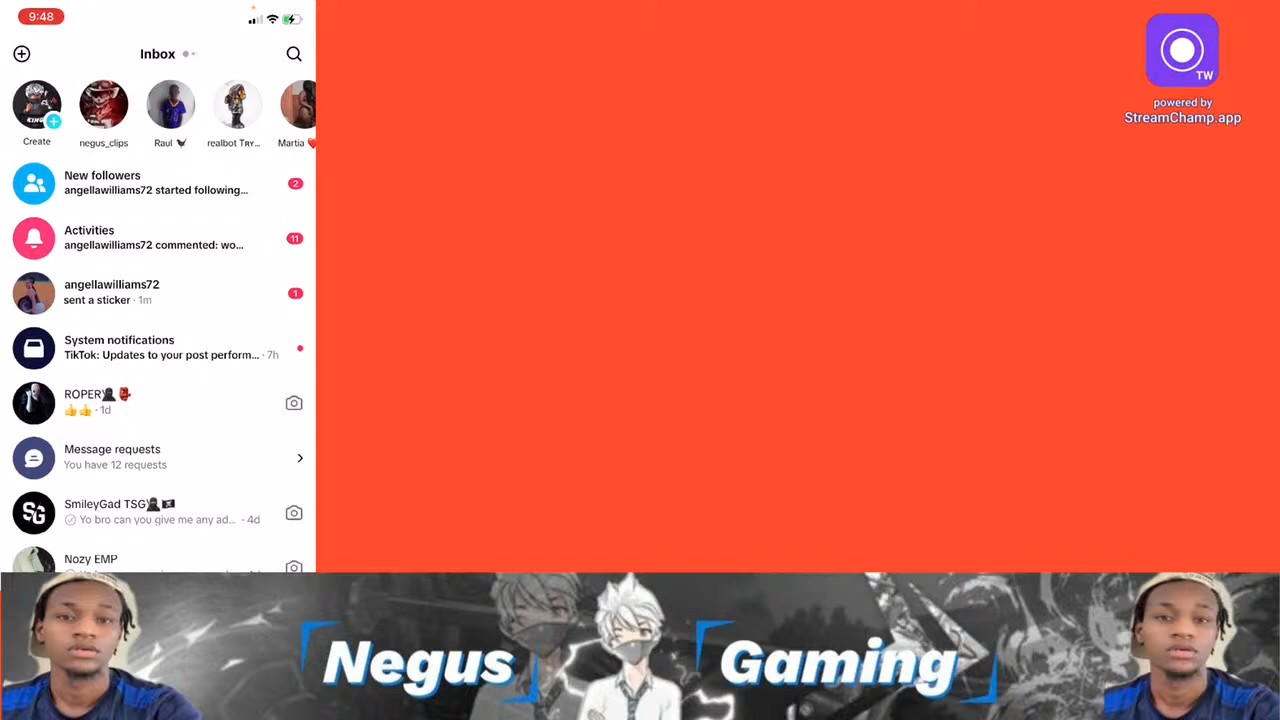 9:48
Inbox
Create
negus_clips
Raul
realbot Tʀʏ...
Martia
New followers
angellawilliams72 started following...
2
Activities
angellawilliams72 commented: wo...
11
angellawilliams72
sent a sticker · 1m
1
System notifications
TikTok: Updates to your post perform... · 7h
ROPER
· 1d
Message requests
You have 12 requests
SmileyGad TSG
Yo bro can you give me any ad... · 4d
Nozy EMP
SG
KING
TW
powered by
StreamChamp.app
Negus
Gaming